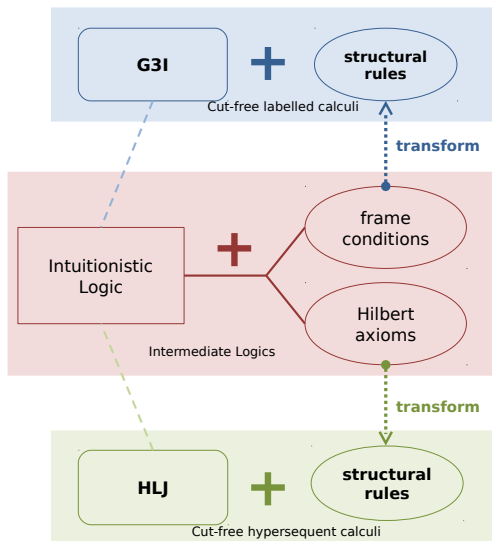 G3I
+
structural
rules
Cut-free labelled calculi
transform
+
frame
conditions
Intuitionistic
Logic
Hilbert
axioms
Intermediate Logics
transform
HLJ
+
structural
rules
Cut-free hypersequent calculi